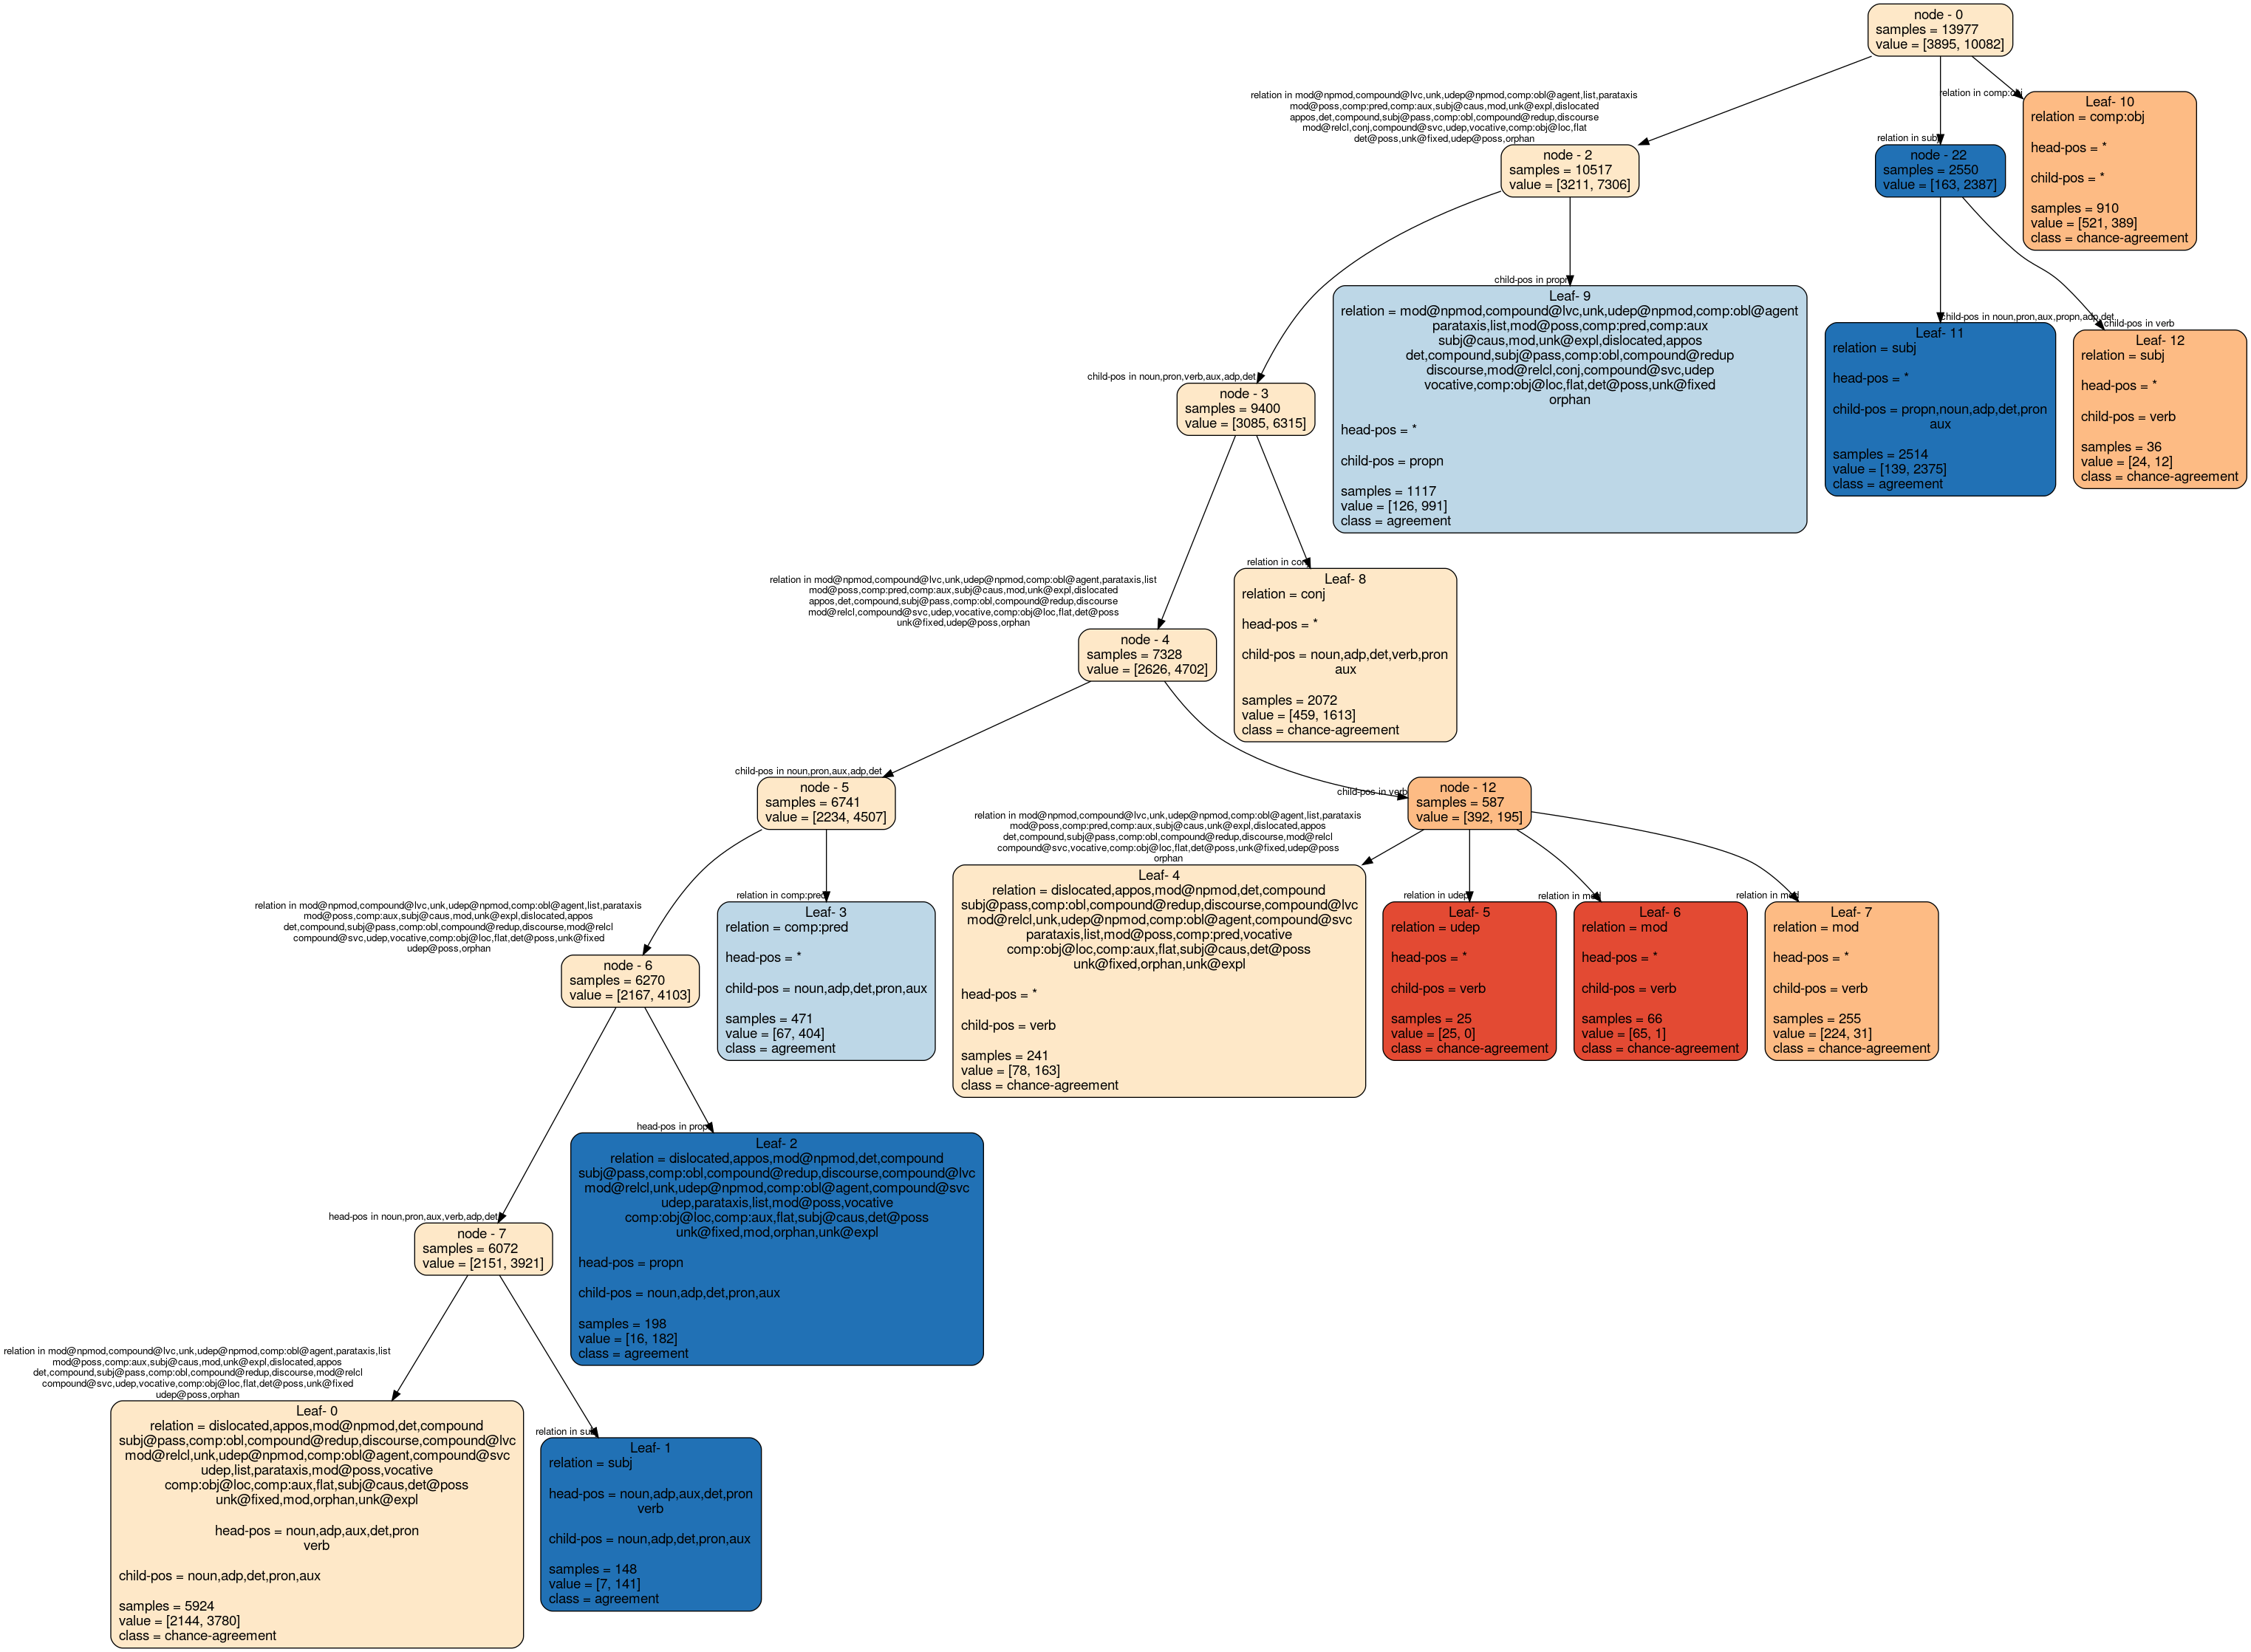 node - 0
samples = 13977
value = [3895, 10082]
relation in mod@npmod,compound@lvc,unk,udep@npmod,comp:obl@agent,list,parataxis
mod@poss,comp:pred,comp:aux,subj@caus,mod,unk@expl,dislocated
appos,det,compound,subj@pass,comp:obl,compound@redup,discourse
mod@relcl,conj,compound@svc,udep,vocative,comp:obj@loc,flat
det@poss,unk@fixed,udep@poss,orphan
relation in subj
relation in comp:obj
node - 2
samples = 10517
value = [3211, 7306]
node - 22
samples = 2550
value = [163, 2387]
Leaf- 10
relation = comp:obj
head-pos = *
child-pos = *
samples = 910
value = [521, 389]
class = chance-agreement
child-pos in noun,pron,verb,aux,adp,det
child-pos in propn
child-pos in noun,pron,aux,propn,adp,det
child-pos in verb
node - 3
samples = 9400
value = [3085, 6315]
Leaf- 9
relation = mod@npmod,compound@lvc,unk,udep@npmod,comp:obl@agent
parataxis,list,mod@poss,comp:pred,comp:aux
subj@caus,mod,unk@expl,dislocated,appos
det,compound,subj@pass,comp:obl,compound@redup
discourse,mod@relcl,conj,compound@svc,udep
vocative,comp:obj@loc,flat,det@poss,unk@fixed
orphan
head-pos = *
child-pos = propn
samples = 1117
value = [126, 991]
class = agreement
Leaf- 11
relation = subj
head-pos = *
child-pos = propn,noun,adp,det,pron
aux
samples = 2514
value = [139, 2375]
class = agreement
Leaf- 12
relation = subj
head-pos = *
child-pos = verb
samples = 36
value = [24, 12]
class = chance-agreement
relation in mod@npmod,compound@lvc,unk,udep@npmod,comp:obl@agent,parataxis,list
mod@poss,comp:pred,comp:aux,subj@caus,mod,unk@expl,dislocated
appos,det,compound,subj@pass,comp:obl,compound@redup,discourse
mod@relcl,compound@svc,udep,vocative,comp:obj@loc,flat,det@poss
unk@fixed,udep@poss,orphan
relation in conj
node - 4
samples = 7328
value = [2626, 4702]
Leaf- 8
relation = conj
head-pos = *
child-pos = noun,adp,det,verb,pron
aux
samples = 2072
value = [459, 1613]
class = chance-agreement
child-pos in noun,pron,aux,adp,det
child-pos in verb
node - 5
samples = 6741
value = [2234, 4507]
node - 12
samples = 587
value = [392, 195]
relation in mod@npmod,compound@lvc,unk,udep@npmod,comp:obl@agent,list,parataxis
mod@poss,comp:aux,subj@caus,mod,unk@expl,dislocated,appos
det,compound,subj@pass,comp:obl,compound@redup,discourse,mod@relcl
compound@svc,udep,vocative,comp:obj@loc,flat,det@poss,unk@fixed
udep@poss,orphan
relation in comp:pred
relation in mod@npmod,compound@lvc,unk,udep@npmod,comp:obl@agent,list,parataxis
mod@poss,comp:pred,comp:aux,subj@caus,unk@expl,dislocated,appos
det,compound,subj@pass,comp:obl,compound@redup,discourse,mod@relcl
compound@svc,vocative,comp:obj@loc,flat,det@poss,unk@fixed,udep@poss
orphan
relation in udep
relation in mod
relation in mod
node - 6
samples = 6270
value = [2167, 4103]
Leaf- 3
relation = comp:pred
head-pos = *
child-pos = noun,adp,det,pron,aux
samples = 471
value = [67, 404]
class = agreement
Leaf- 4
relation = dislocated,appos,mod@npmod,det,compound
subj@pass,comp:obl,compound@redup,discourse,compound@lvc
mod@relcl,unk,udep@npmod,comp:obl@agent,compound@svc
parataxis,list,mod@poss,comp:pred,vocative
comp:obj@loc,comp:aux,flat,subj@caus,det@poss
unk@fixed,orphan,unk@expl
head-pos = *
child-pos = verb
samples = 241
value = [78, 163]
class = chance-agreement
Leaf- 5
relation = udep
head-pos = *
child-pos = verb
samples = 25
value = [25, 0]
class = chance-agreement
Leaf- 6
relation = mod
head-pos = *
child-pos = verb
samples = 66
value = [65, 1]
class = chance-agreement
Leaf- 7
relation = mod
head-pos = *
child-pos = verb
samples = 255
value = [224, 31]
class = chance-agreement
head-pos in noun,pron,aux,verb,adp,det
head-pos in propn
node - 7
samples = 6072
value = [2151, 3921]
Leaf- 2
relation = dislocated,appos,mod@npmod,det,compound
subj@pass,comp:obl,compound@redup,discourse,compound@lvc
mod@relcl,unk,udep@npmod,comp:obl@agent,compound@svc
udep,parataxis,list,mod@poss,vocative
comp:obj@loc,comp:aux,flat,subj@caus,det@poss
unk@fixed,mod,orphan,unk@expl
head-pos = propn
child-pos = noun,adp,det,pron,aux
samples = 198
value = [16, 182]
class = agreement
relation in mod@npmod,compound@lvc,unk,udep@npmod,comp:obl@agent,parataxis,list
mod@poss,comp:aux,subj@caus,mod,unk@expl,dislocated,appos
det,compound,subj@pass,comp:obl,compound@redup,discourse,mod@relcl
compound@svc,udep,vocative,comp:obj@loc,flat,det@poss,unk@fixed
udep@poss,orphan
relation in subj
Leaf- 0
relation = dislocated,appos,mod@npmod,det,compound
subj@pass,comp:obl,compound@redup,discourse,compound@lvc
mod@relcl,unk,udep@npmod,comp:obl@agent,compound@svc
udep,list,parataxis,mod@poss,vocative
comp:obj@loc,comp:aux,flat,subj@caus,det@poss
unk@fixed,mod,orphan,unk@expl
head-pos = noun,adp,aux,det,pron
verb
child-pos = noun,adp,det,pron,aux
samples = 5924
value = [2144, 3780]
class = chance-agreement
Leaf- 1
relation = subj
head-pos = noun,adp,aux,det,pron
verb
child-pos = noun,adp,det,pron,aux
samples = 148
value = [7, 141]
class = agreement